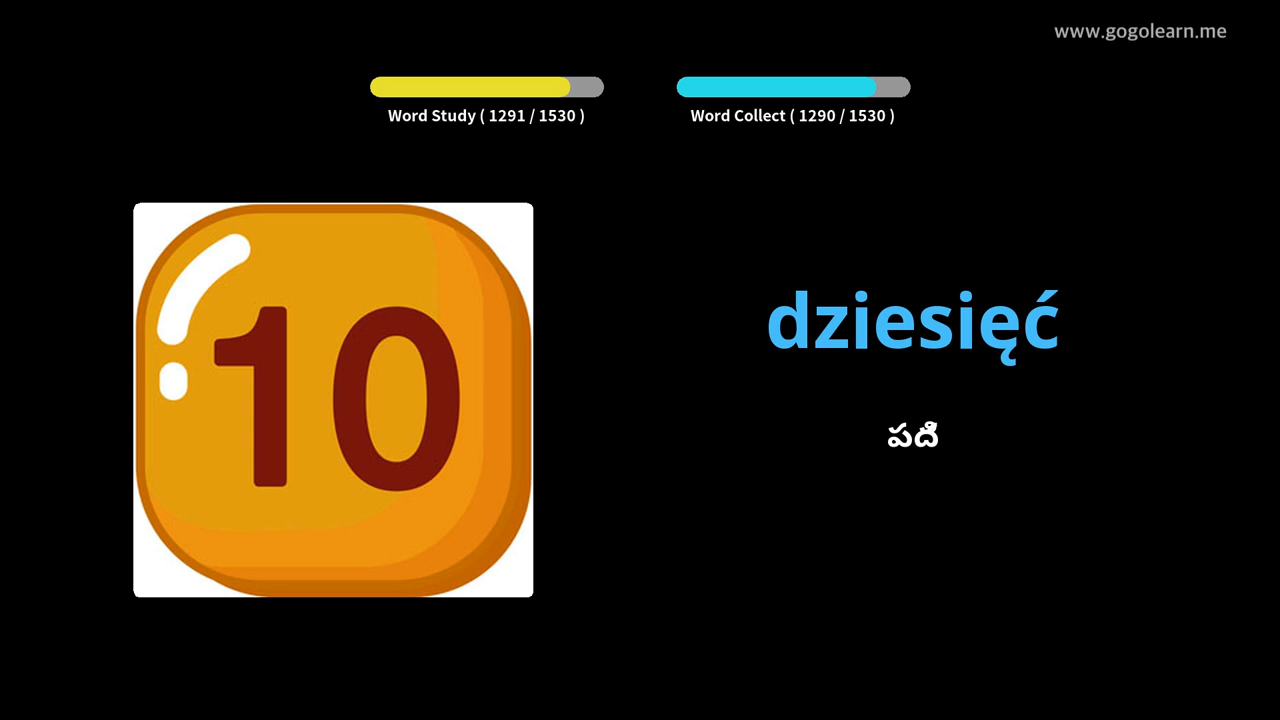 www.gogolearn.me
Word Study ( 1291 / 1530 )
Word Collect ( 1290 / 1530 )
10
dziesięć
పది